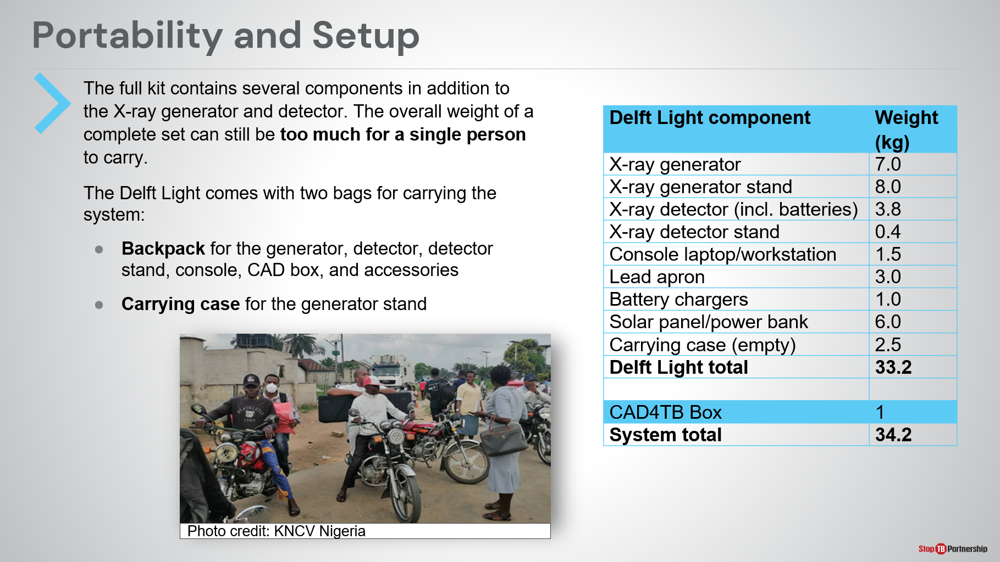 Portability and Setup
The full kit contains several components in addition to
the X-ray generator and detector. The overall weight of a
complete set can still be too much for a single person
to carry.
The Delft Light comes with two bags for carrying the
system:
● Backpack for the generator, detector, detector
stand, console, CAD box, and accessories
● Carrying case for the generator stand
ST. ATHLETIC
1980
Photo credit: KNCV Nigeria
Delft Light component Weight
(kg)
X-ray generator 7.0
X-ray generator stand 8.0
X-ray detector (incl. batteries) 3.8
X-ray detector stand 0.4
Console laptop/workstation 1.5
Lead apron 3.0
Battery chargers 1.0
Solar panel/power bank 6.0
Carrying case (empty) 2.5
Delft Light total 33.2
CAD4TB Box 1
System total 34.2
Stop TB Partnership